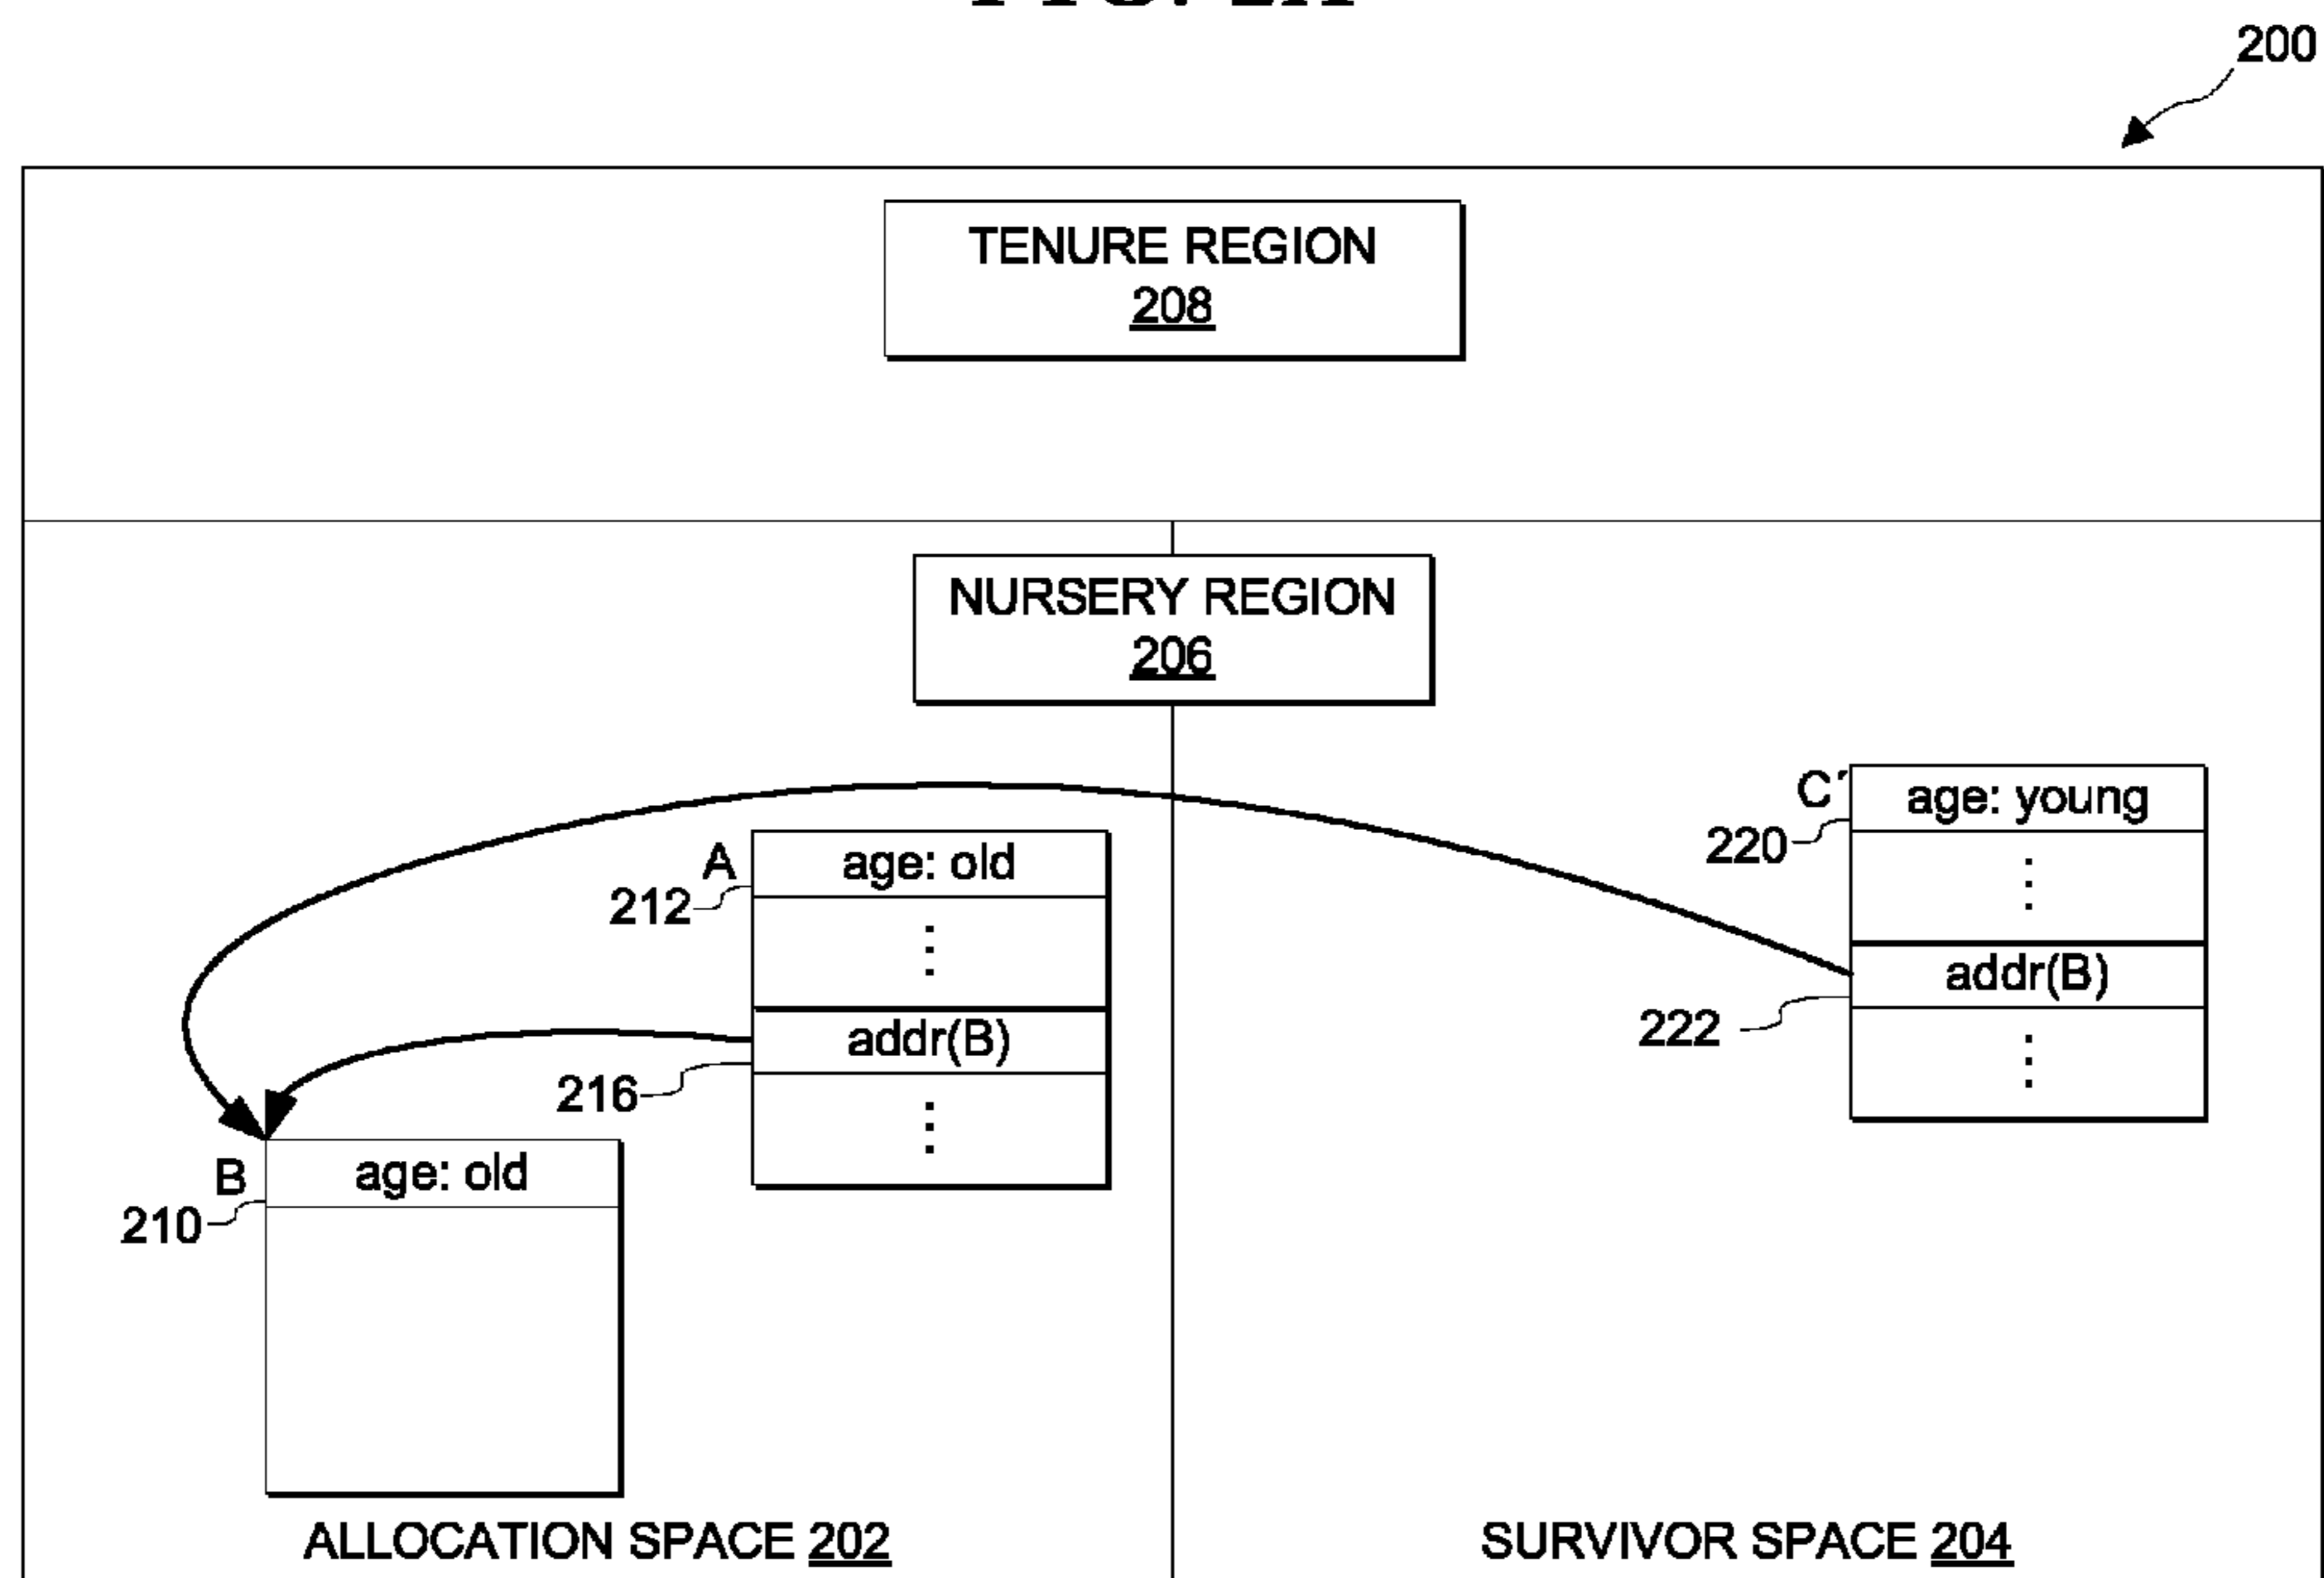 200
TENURE REGION
208
NURSERY REGION
206
C´
age: young
220
⋮
A
age: old
212
⋮
addr(B)
222
addr(B)
⋮
216
⋮
B
age: old
210
ALLOCATION SPACE 202
SURVIVOR SPACE 204